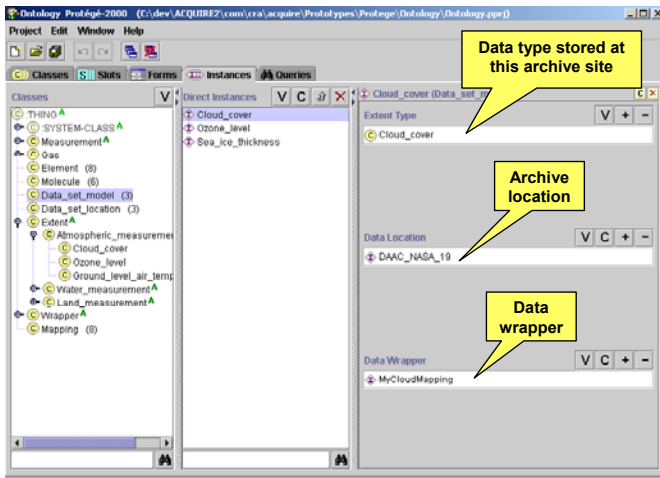 Ontology Protégé-2000 (C:\dev\ACQUIRE2\com\cra\acquire\Prototypes\Protege\Ontology\Ontology.pprj)
Project Edit Window Help
Data type stored at
this archive site
C Classes S Slots Forms Instances Queries
Classes V
Direct Instances V C X
Cloud_cover (Data_set_m C X
:THING A
:SYSTEM-CLASS A
Measurement A
Gas
Element (8)
Molecule (6)
Data_set_model (3)
Data_set_location (3)
Extent A
Atmospheric_measuremen
Cloud_cover
Ozone_level
Ground_level_air_temp
Water_measurement A
Land_measurement A
Wrapper A
Mapping (8)
Cloud_cover
Ozone_level
Sea_ice_thickness
Extent Type V + -
C Cloud_cover
Archive
location
Data Location V C + -
DAAC_NASA_19
Data
wrapper
Data Wrapper V C + -
MyCloudMapping